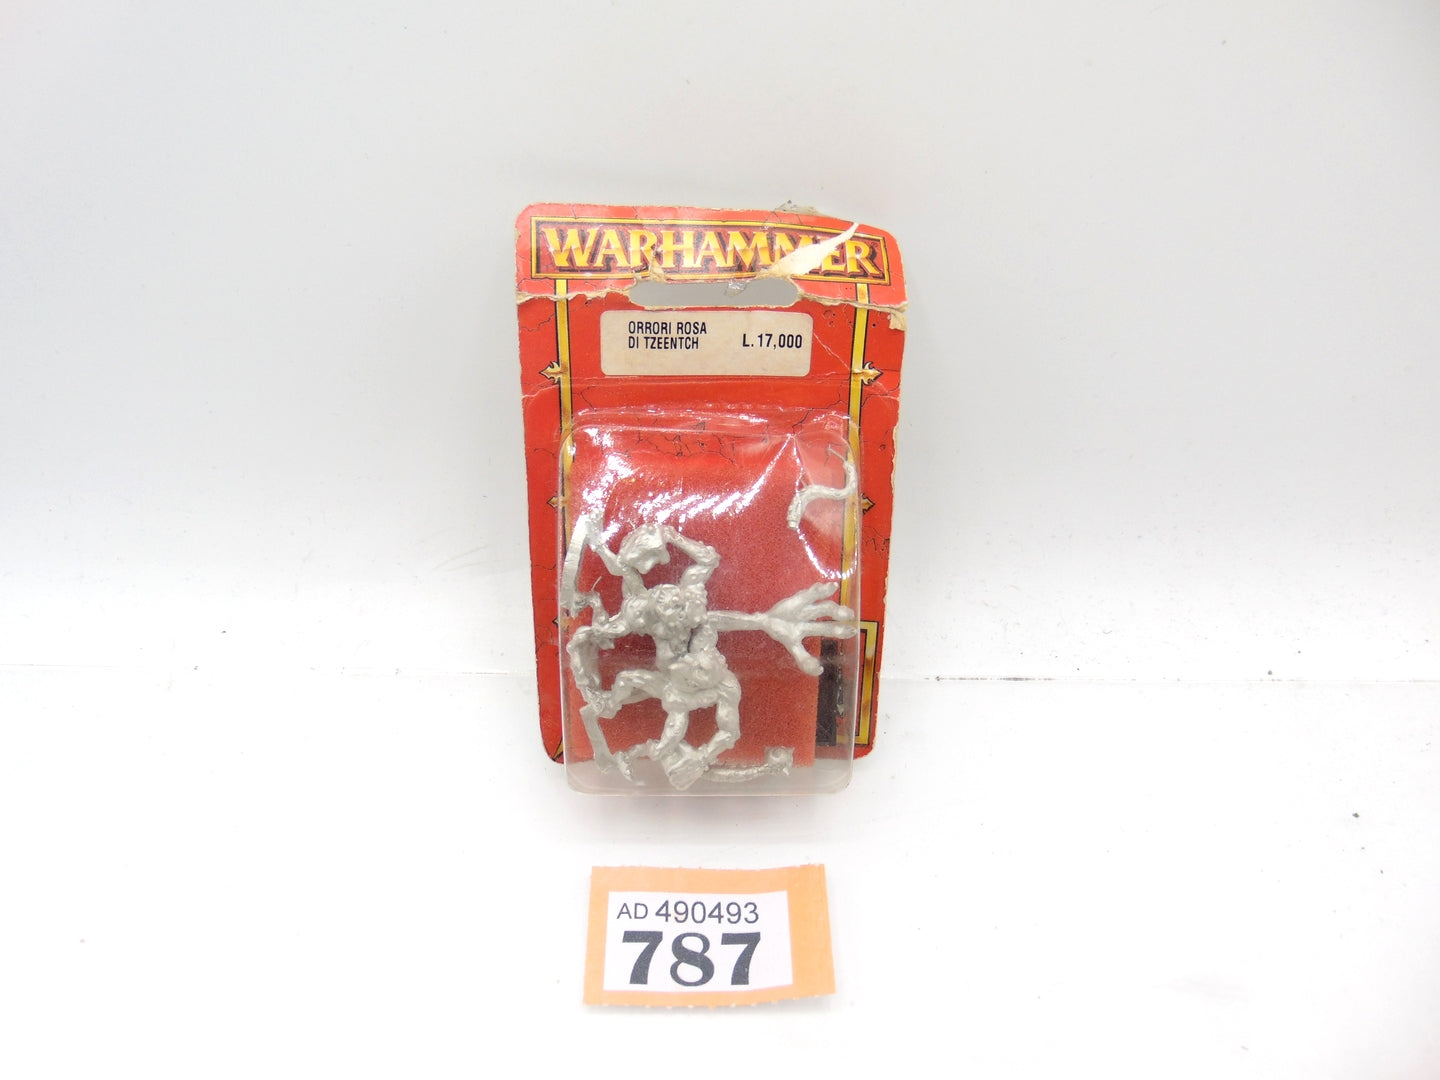 WARHAMMER
ORRORI ROSA
DI TZEENTCH L.17,000
AD 490493
787